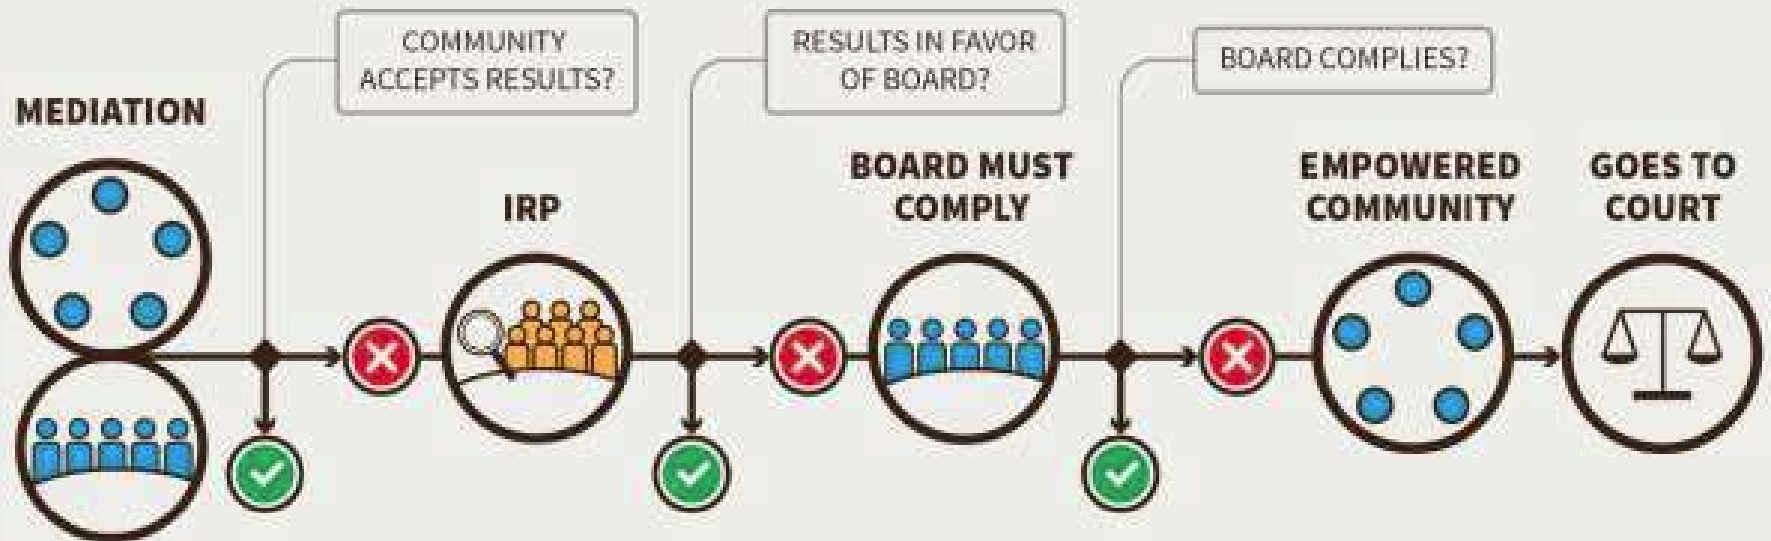 COMMUNITY
ACCEPTS RESULTS?
RESULTS IN FAVOR
OF BOARD?
BOARD COMPLIES?
MEDIATION
IRP
BOARD MUST
COMPLY
EMPOWERED
COMMUNITY
GOES TO
COURT